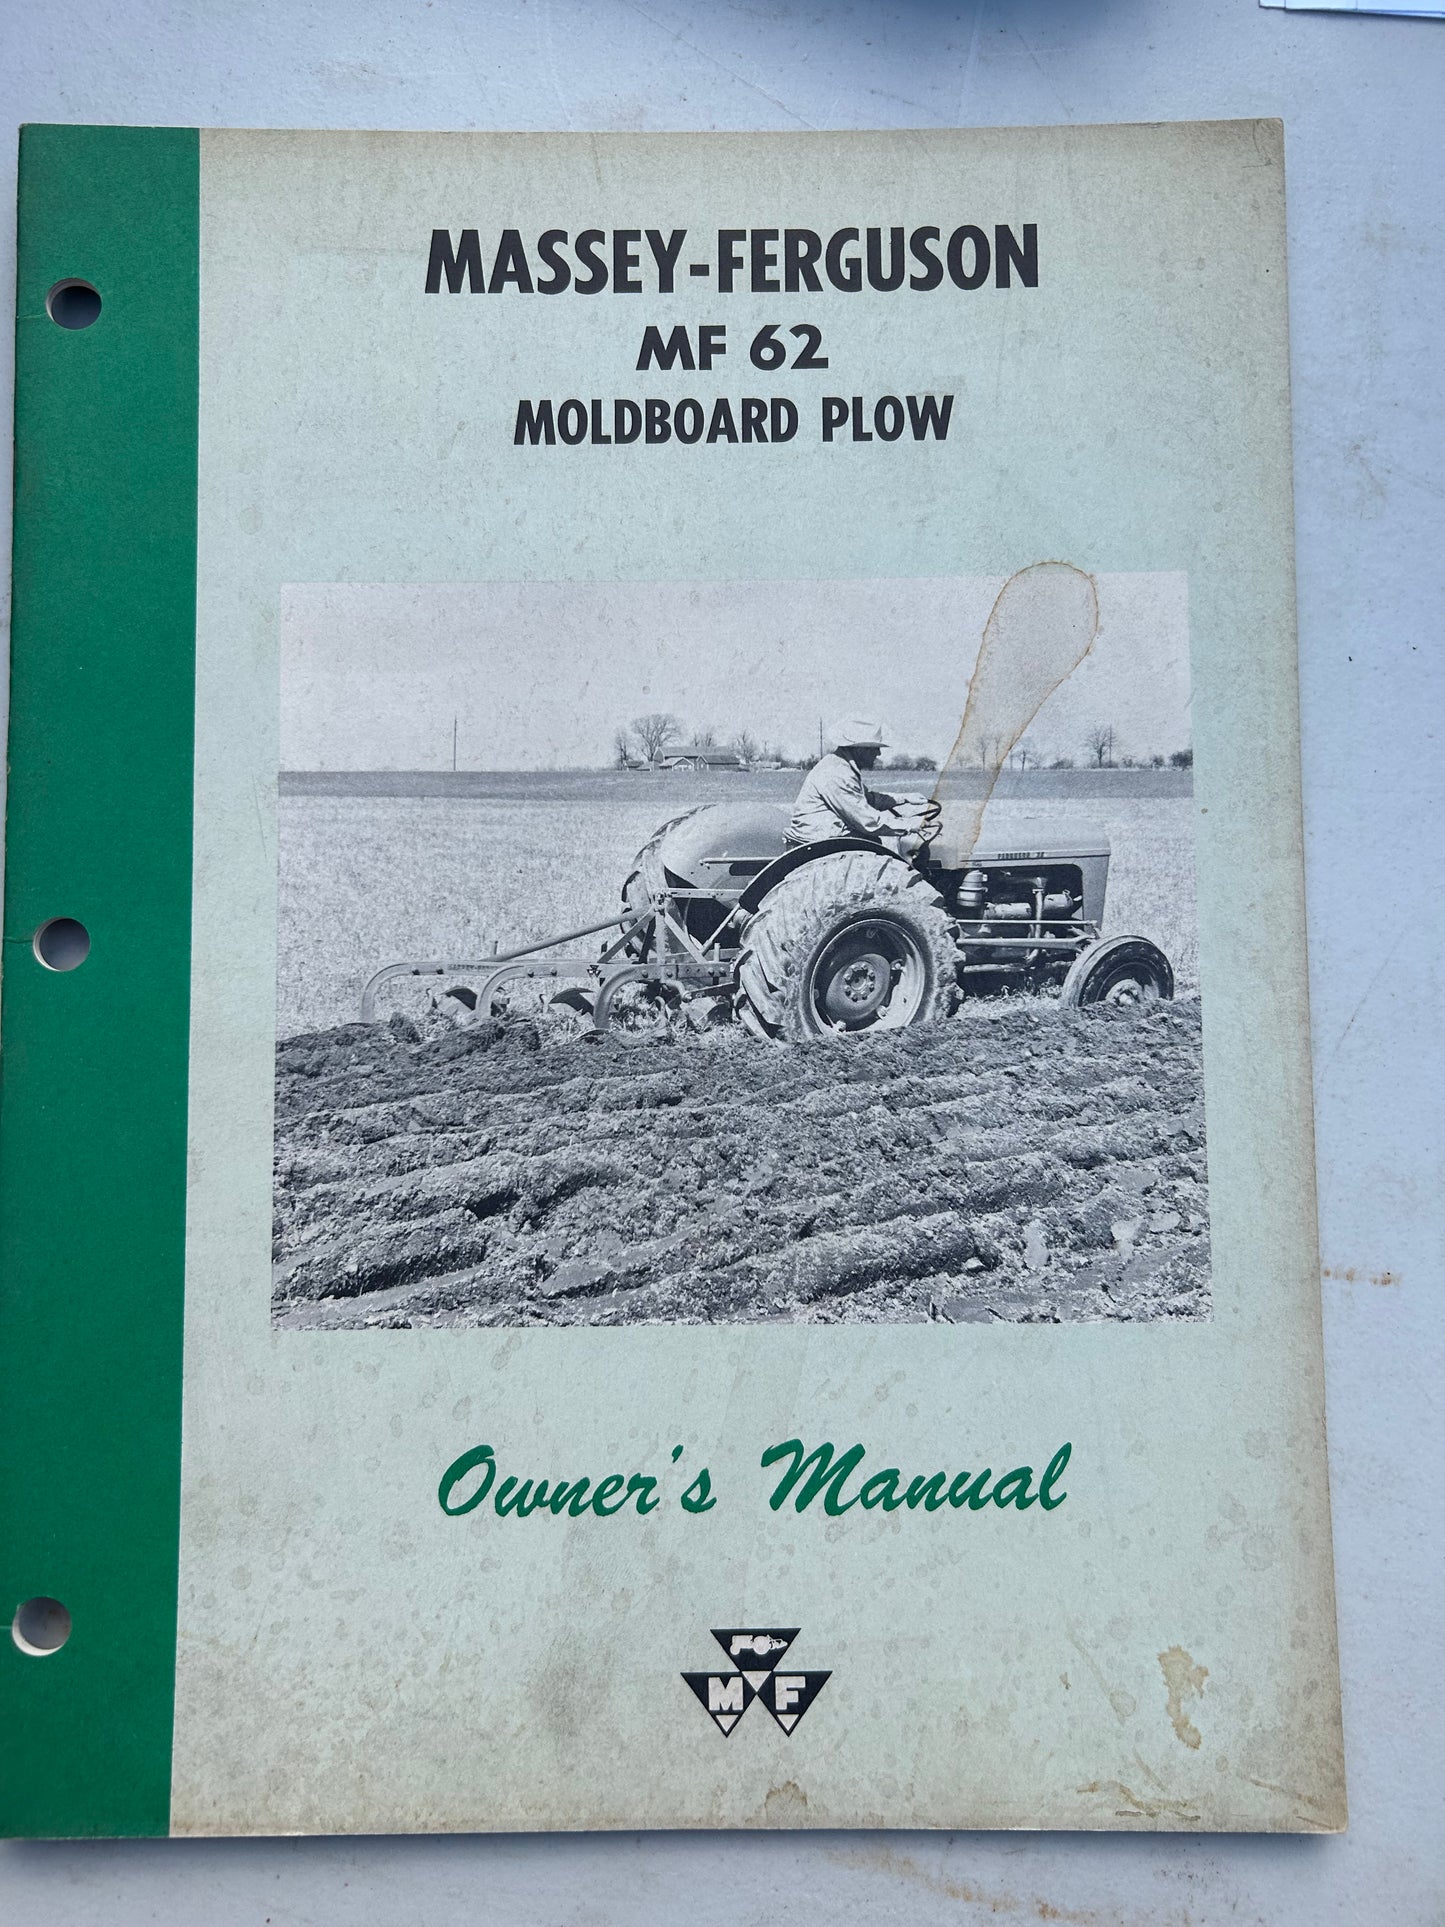 MASSEY-FERGUSON
MF 62
MOLDBOARD PLOW
Owner's Manual
M F